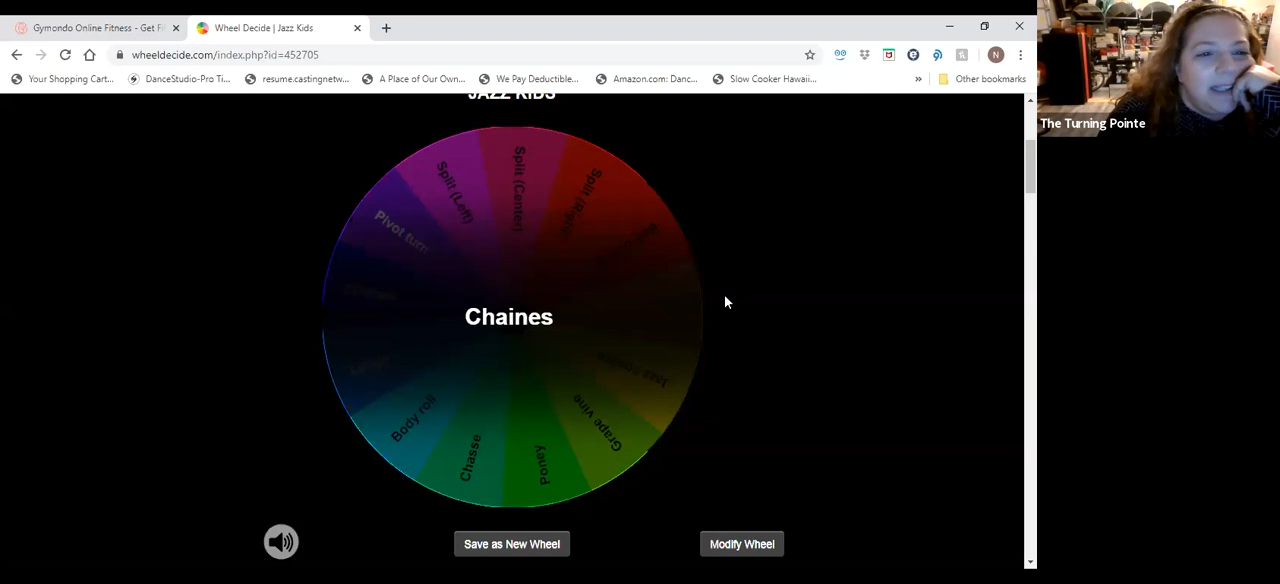 Gymondo Online Fitness - Get Fi
Wheel Decide | Jazz Kids
wheeldecide.com/index.php?id=452705
N
Your Shopping Cart...
DanceStudio-Pro Ti...
resume.castingnetw...
A Place of Our Own...
We Pay Deductible...
Amazon.com: Danc...
Slow Cooker Hawaii...
»
Other bookmarks
The Turning Pointe
JAZZ KIDS
Split (Left)
Split (Center)
Split (Right)
Pivot turn
Chaines
Jazz square
Grape vine
Poney
Chasse
Body roll
Save as New Wheel
Modify Wheel